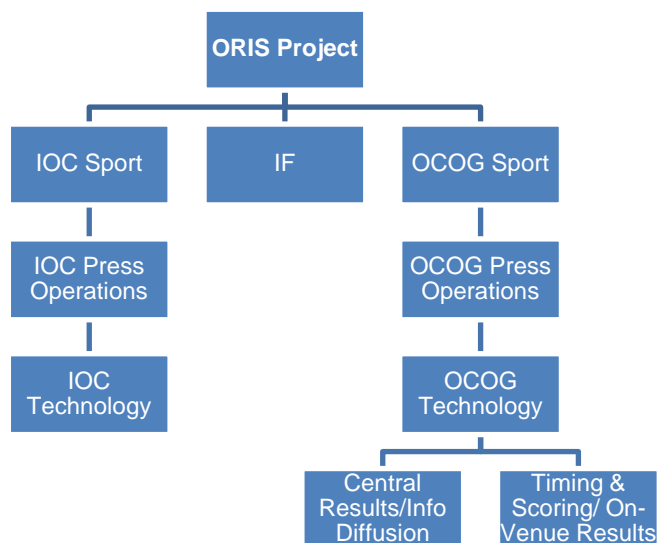 ORIS Project
IOC Sport
IF
OCOG Sport
IOC Press
Operations
OCOG Press
Operations
IOC
Technology
OCOG
Technology
Central
Results/Info
Diffusion
Timing &
Scoring/ On-
Venue Results